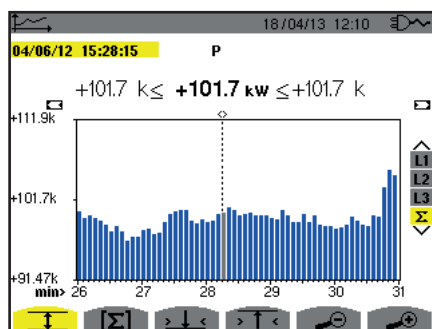 18/04/13 12:10
04/06/12 15:28:15 P
+101.7 k≤ +101.7 kW ≤+101.7 k
+111.9k
+101.7k
+91.47k
L1
L2
L3
Σ
min> 26 27 28 29 30 31
[Σ]